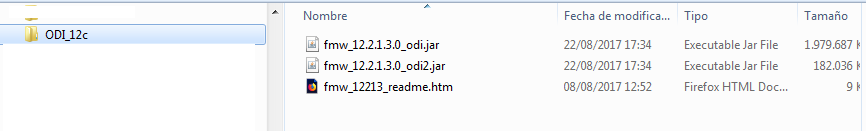 Nombre Fecha de modifica... Tipo Tamaño
ODI_12c
fmw_12.2.1.3.0_odi.jar 22/08/2017 17:34 Executable Jar File 1.979.687 K
fmw_12.2.1.3.0_odi2.jar 22/08/2017 17:34 Executable Jar File 182.036 K
fmw_12213_readme.htm 08/08/2017 12:52 Firefox HTML Doc... 9 K